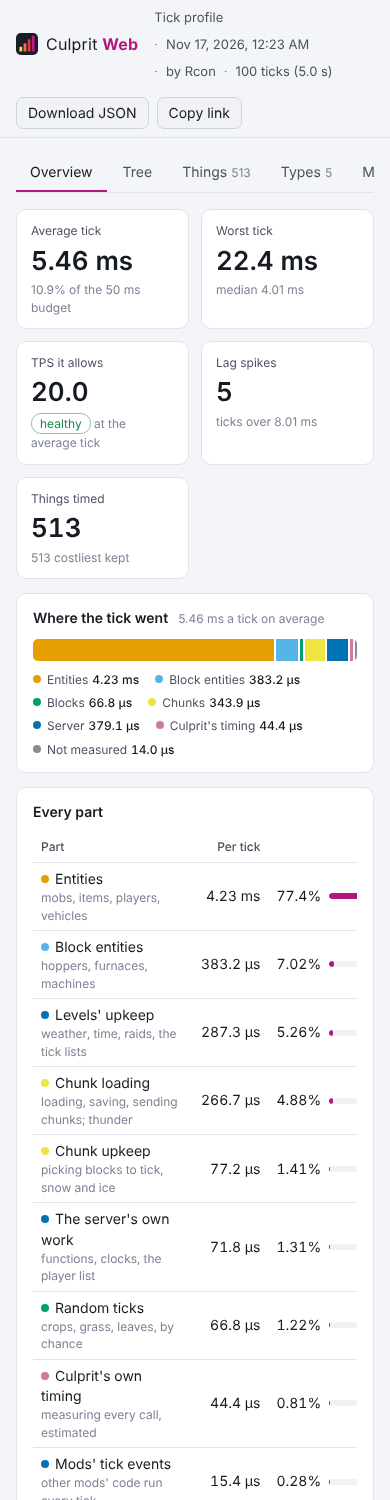 Culprit Web
Tick profile
· Nov 17, 2026, 12:23 AM
· by Rcon · 100 ticks (5.0 s)
Download JSON
Copy link
Overview
Tree
Things 513
Types 5
M
Average tick
5.46 ms
10.9% of the 50 ms
budget
Worst tick
22.4 ms
median 4.01 ms
TPS it allows
20.0
healthy at the
average tick
Lag spikes
5
ticks over 8.01 ms
Things timed
513
513 costliest kept
Where the tick went 5.46 ms a tick on average
Entities 4.23 ms Block entities 383.2 µs
Blocks 66.8 µs Chunks 343.9 µs
Server 379.1 µs Culprit's timing 44.4 µs
Not measured 14.0 µs
Every part
Part Per tick
Entities
mobs, items, players,
vehicles
4.23 ms 77.4%
Block entities
hoppers, furnaces,
machines
383.2 µs 7.02%
Levels' upkeep
weather, time, raids, the
tick lists
287.3 µs 5.26%
Chunk loading
loading, saving, sending
chunks; thunder
266.7 µs 4.88%
Chunk upkeep
picking blocks to tick,
snow and ice
77.2 µs 1.41%
The server's own
work
functions, clocks, the
player list
71.8 µs 1.31%
Random ticks
crops, grass, leaves, by
chance
66.8 µs 1.22%
Culprit's own
timing
measuring every call,
estimated
44.4 µs 0.81%
Mods' tick events
other mods' code run
every tick
15.4 µs 0.28%